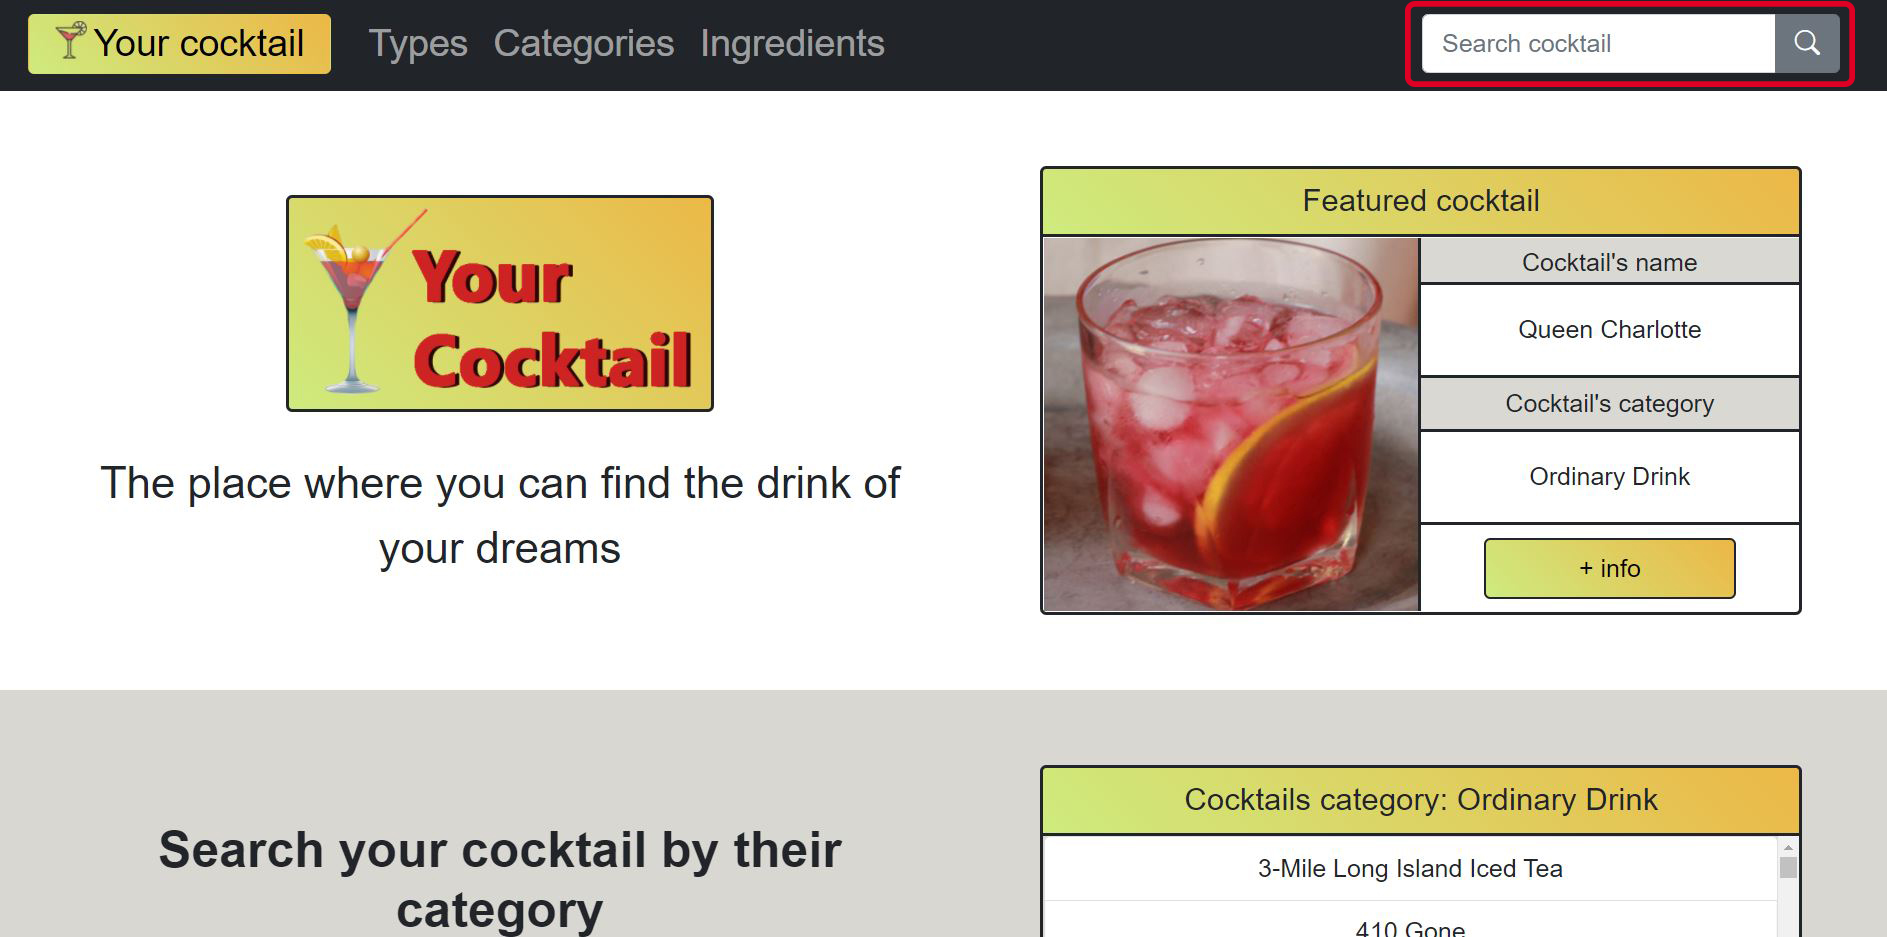 Your cocktail
Types
Categories
Ingredients
Search cocktail
Your
Cocktail
The place where you can find the drink of
your dreams
Featured cocktail
Cocktail's name
Queen Charlotte
Cocktail's category
Ordinary Drink
+ info
Search your cocktail by their
category
Cocktails category: Ordinary Drink
3-Mile Long Island Iced Tea
410 Gone